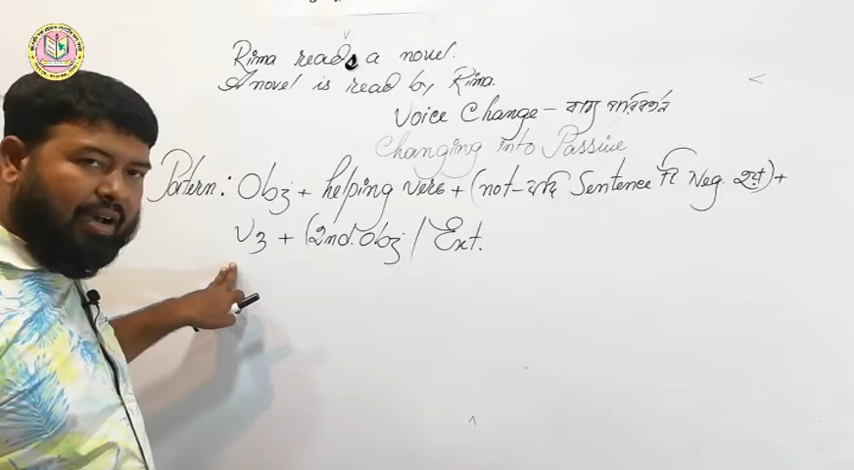 Rima reads a novel.
A novel is read by Rima.
Voice Change – বাচ্য পরিবর্তন
Changing into Passive
Pattern: Obj + helping verb + (not – যদি Sentence টি Neg. হয়) +
V3 + (2nd. Obj / Ext.